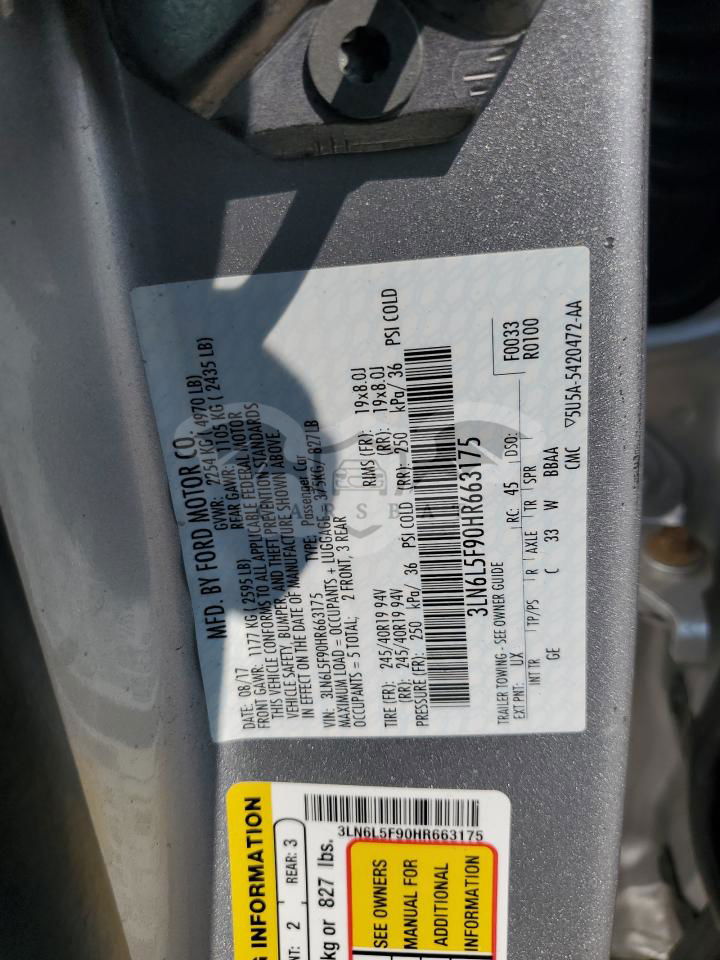 MFD. BY FORD MOTOR CO.
DATE: 08/17 GVWR: 2254 KG ( 4970 LB)
FRONT GAWR: 1177 KG ( 2595 LB) REAR GAWR: 1105 KG ( 2435 LB)
THIS VEHICLE CONFORMS TO ALL APPLICABLE FEDERAL MOTOR
VEHICLE SAFETY, BUMPER, AND THEFT PREVENTION STANDARDS
IN EFFECT ON THE DATE OF MANUFACTURE SHOWN ABOVE.
VIN: 3LN6L5F90HR663175 TYPE: Passenger Car
MAXIMUM LOAD = OCCUPANTS + LUGGAGE = 375KG/ 827LB
OCCUPANTS = 5 TOTAL; 2 FRONT, 3 REAR
TIRE (FR): 245/40R19 94V RIMS (FR): 19x8.0J
(RR): 245/40R19 94V (RR): 19x8.0J
PRESSURE (FR): 250 kPa/ 36 PSI COLD (RR): 250 kPa/ 36 PSI COLD
3LN6L5F90HR663175
TRAILER TOWING - SEE OWNER GUIDE
F0033
EXT PNT: UX RC: 45 DSO: R0100
INT TR TP/PS R AXLE TR SPR
GE C 33 W BBAA
CMC ▽5U5A-5420472-AA
3LN6L5F90HR663175
G INFORMATION
NT: 2 REAR: 3
kg or 827 lbs.
SEE OWNERS
MANUAL FOR
ADDITIONAL
INFORMATION